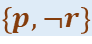 {p, ¬r}